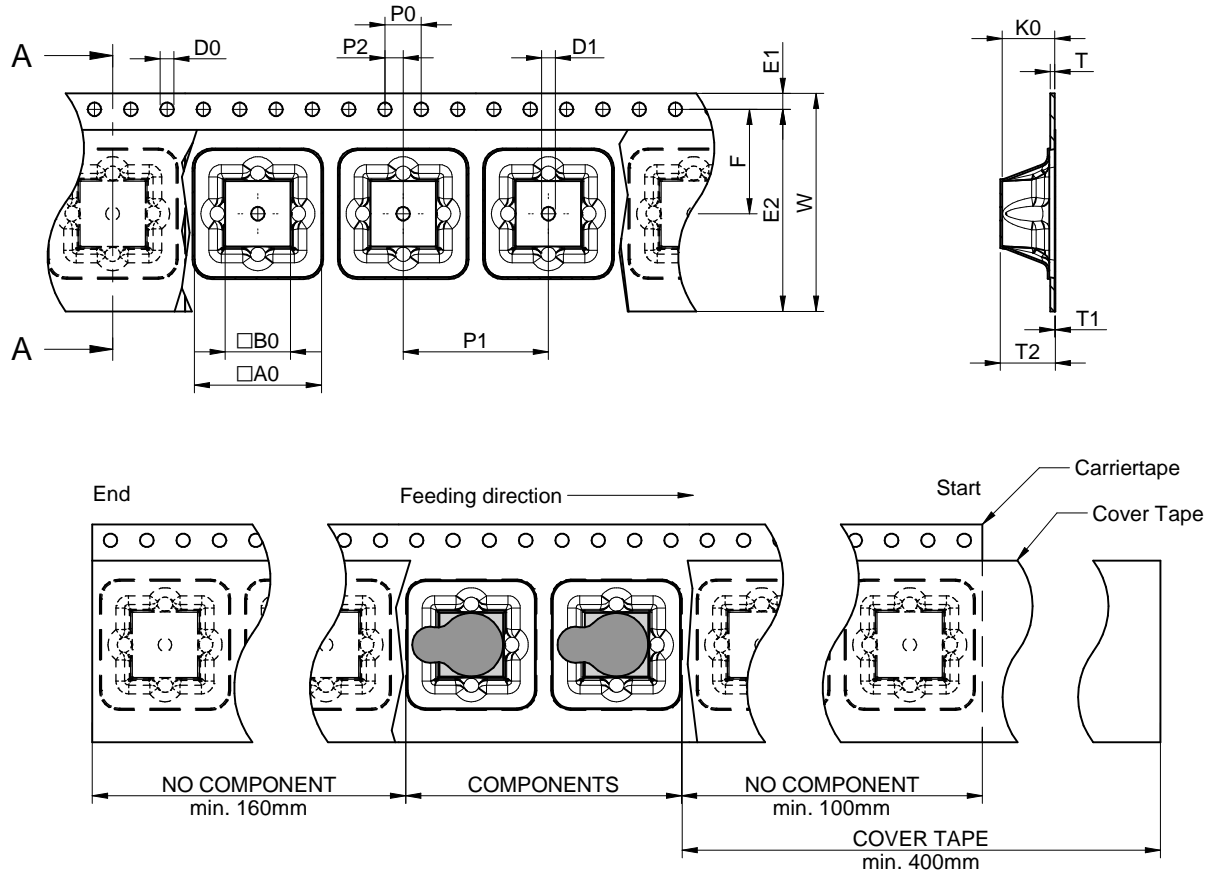 P0
K0
A
D0
P2
D1
E1
T
F
E2
W
T1
□B0
P1
T2
A
□A0
Carriertape
End
Feeding direction
Start
Cover Tape
NO COMPONENT
min. 160mm
COMPONENTS
NO COMPONENT
min. 100mm
COVER TAPE
min. 400mm